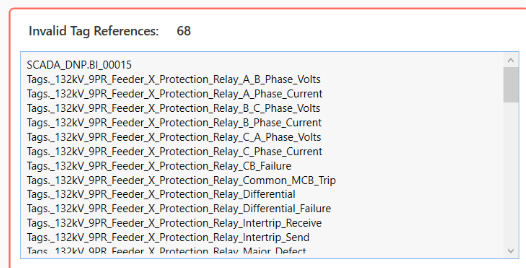 Invalid Tag References: 68
SCADA_DNP.BI_00015
Tags._132kV_9PR_Feeder_X_Protection_Relay_A_B_Phase_Volts
Tags._132kV_9PR_Feeder_X_Protection_Relay_A_Phase_Current
Tags._132kV_9PR_Feeder_X_Protection_Relay_B_C_Phase_Volts
Tags._132kV_9PR_Feeder_X_Protection_Relay_B_Phase_Current
Tags._132kV_9PR_Feeder_X_Protection_Relay_C_A_Phase_Volts
Tags._132kV_9PR_Feeder_X_Protection_Relay_C_Phase_Current
Tags._132kV_9PR_Feeder_X_Protection_Relay_CB_Failure
Tags._132kV_9PR_Feeder_X_Protection_Relay_Common_MCB_Trip
Tags._132kV_9PR_Feeder_X_Protection_Relay_Differential
Tags._132kV_9PR_Feeder_X_Protection_Relay_Differential_Failure
Tags._132kV_9PR_Feeder_X_Protection_Relay_Intertrip_Receive
Tags._132kV_9PR_Feeder_X_Protection_Relay_Intertrip_Send
Tags._132kV_9PR_Feeder_X_Protection_Relay_Major_Defect